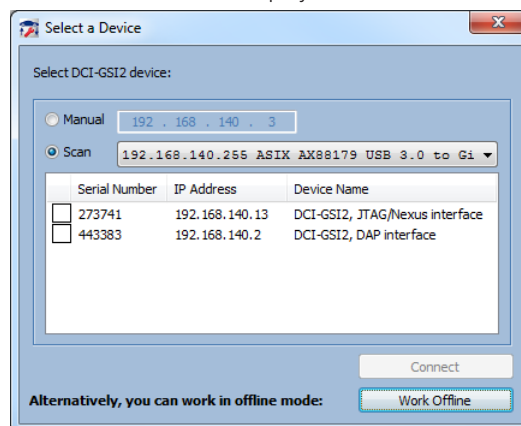 Select a Device
Select DCI-GSI2 device:
Manual 192 . 168 . 140 . 3
Scan 192.168.140.255 ASIX AX88179 USB 3.0 to Gi
Serial Number IP Address Device Name
273741 192.168.140.13 DCI-GSI2, JTAG/Nexus interface
443383 192.168.140.2 DCI-GSI2, DAP interface
Connect
Alternatively, you can work in offline mode: Work Offline